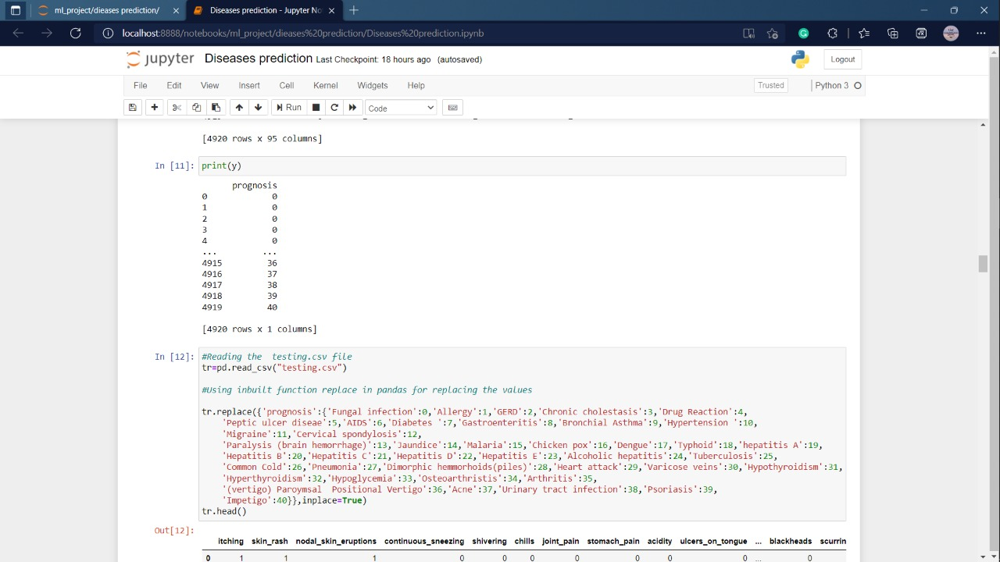 ml_project/dieases prediction/
Diseases prediction - Jupyter No
localhost:8888/notebooks/ml_project/dieases%20prediction/Diseases%20prediction.ipynb
jupyter Diseases prediction Last Checkpoint: 18 hours ago (autosaved)
Logout
File Edit View Insert Cell Kernel Widgets Help
Trusted
Python 3
Run
Code
[4920 rows x 95 columns]
In [11]: print(y)
prognosis
0 0
1 0
2 0
3 0
4 0
... ...
4915 36
4916 37
4917 38
4918 39
4919 40
[4920 rows x 1 columns]
In [12]: #Reading the  testing.csv file
tr=pd.read_csv("testing.csv")
#Using inbuilt function replace in pandas for replacing the values
tr.replace({'prognosis':{'Fungal infection':0,'Allergy':1,'GERD':2,'Chronic cholestasis':3,'Drug Reaction':4,
'Peptic ulcer diseae':5,'AIDS':6,'Diabetes ':7,'Gastroenteritis':8,'Bronchial Asthma':9,'Hypertension ':10,
'Migraine':11,'Cervical spondylosis':12,
'Paralysis (brain hemorrhage)':13,'Jaundice':14,'Malaria':15,'Chicken pox':16,'Dengue':17,'Typhoid':18,'hepatitis A':19,
'Hepatitis B':20,'Hepatitis C':21,'Hepatitis D':22,'Hepatitis E':23,'Alcoholic hepatitis':24,'Tuberculosis':25,
'Common Cold':26,'Pneumonia':27,'Dimorphic hemmorhoids(piles)':28,'Heart attack':29,'Varicose veins':30,'Hypothyroidism':31,
'Hyperthyroidism':32,'Hypoglycemia':33,'Osteoarthristis':34,'Arthritis':35,
'(vertigo) Paroymsal  Positional Vertigo':36,'Acne':37,'Urinary tract infection':38,'Psoriasis':39,
'Impetigo':40}},inplace=True)
tr.head()
Out[12]:
itching skin_rash nodal_skin_eruptions continuous_sneezing shivering chills joint_pain stomach_pain acidity ulcers_on_tongue ... blackheads scurrin
0 1 1 1 0 0 0 0 0 0 0 ... 0